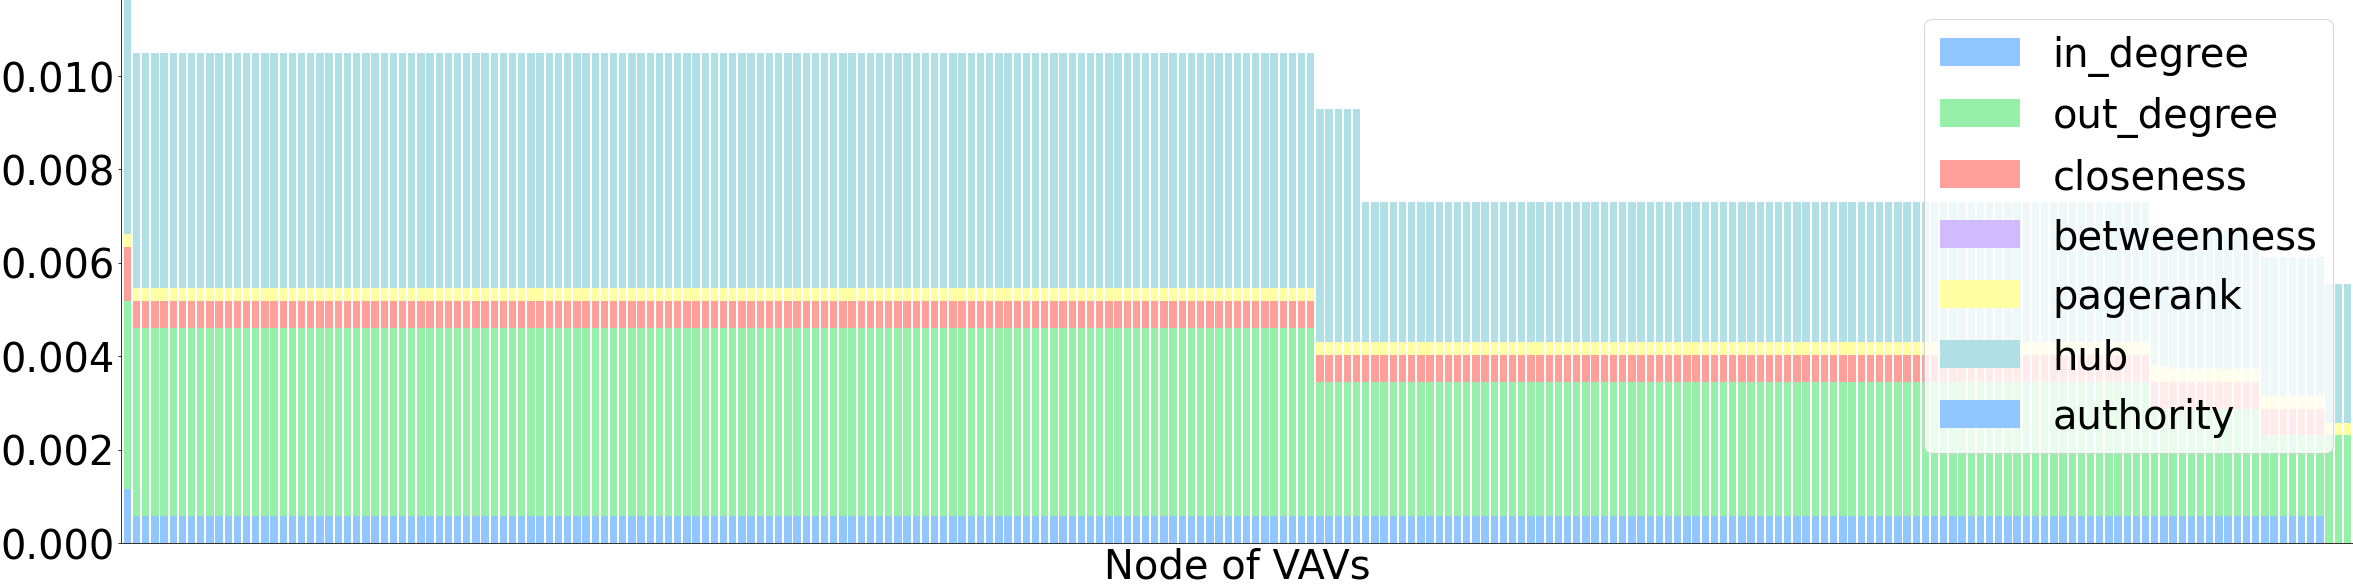 0.010
0.008
0.006
0.004
0.002
0.000
Node of VAVs
in_degree
out_degree
closeness
betweenness
pagerank
hub
authority